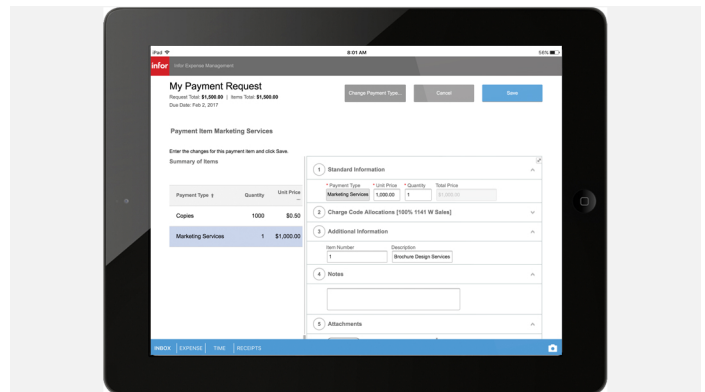 iPad
8:01 AM
56%
infor Infor Expense Management
My Payment Request
Request Total: $1,500.00 | Items Total: $1,500.00
Due Date: Feb 2, 2017
Change Payment Type... Cancel Save
Payment Item Marketing Services
Enter the changes for this payment item and click Save.
Summary of Items
Payment Type Quantity Unit Price
...
Copies 1000 $0.50
Marketing Services 1 $1,000.00
1 Standard Information
* Payment Type * Unit Price * Quantity Total Price
Marketing Services 1,000.00 1 $1,000.00
2 Charge Code Allocations [100% 1141 W Sales]
3 Additional Information
Item Number Description
1 Brochure Design Services
4 Notes
5 Attachments
INBOX EXPENSE TIME RECEIPTS